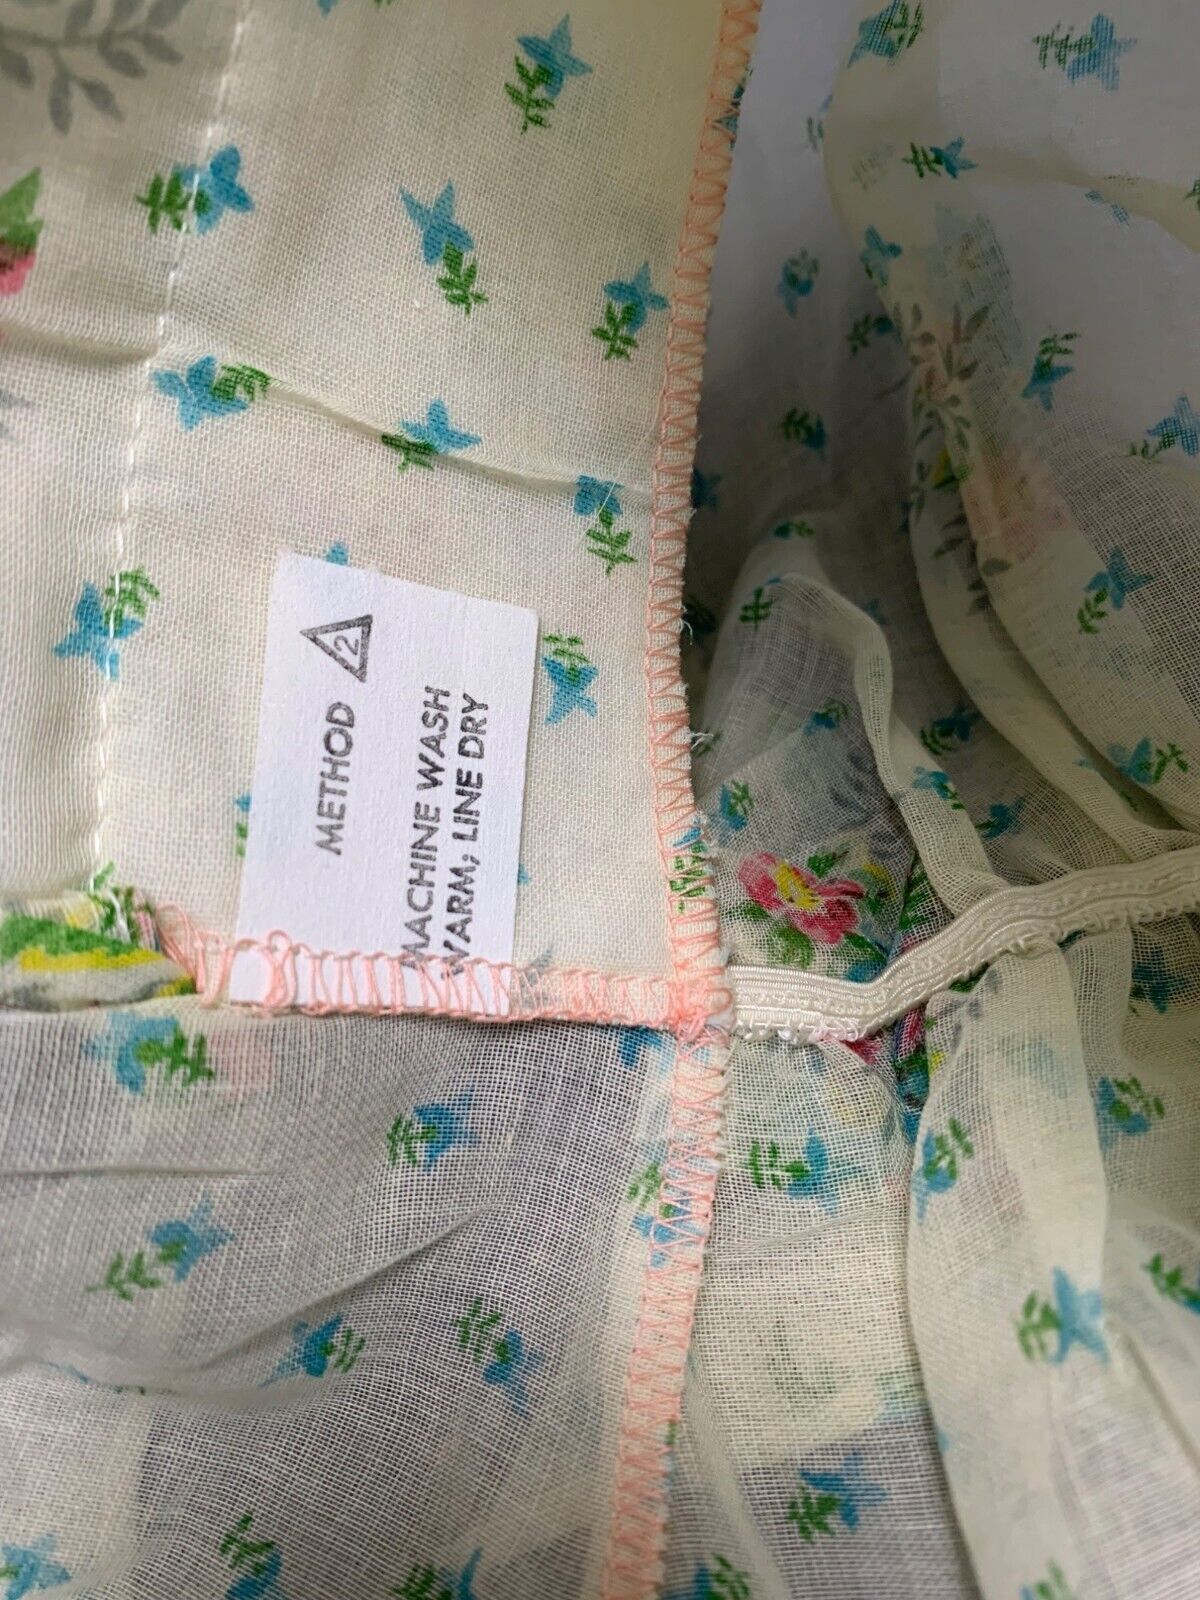 METHOD 2
MACHINE WASH
WARM; LINE DRY